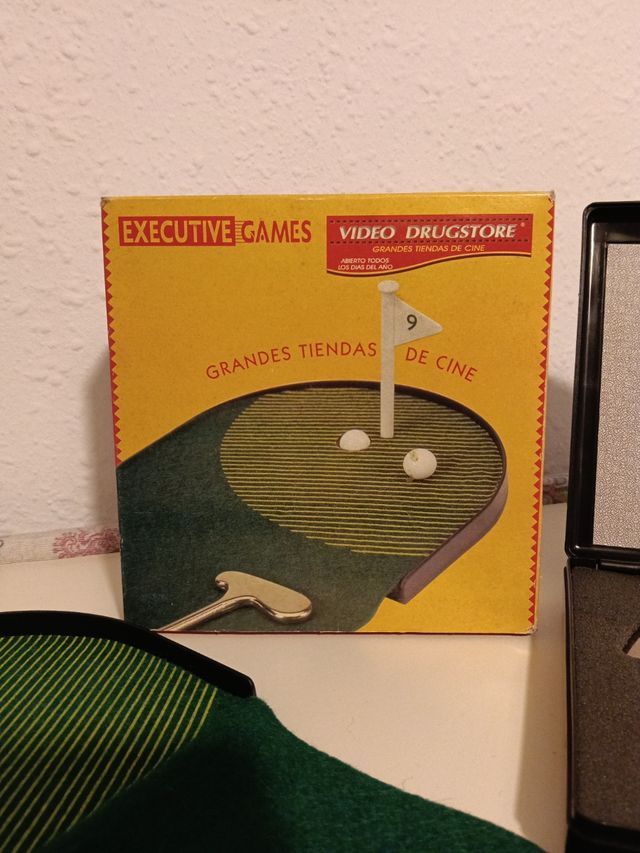 EXECUTIVE GAMES
VIDEO DRUGSTORE®
GRANDES TIENDAS DE CINE
ABIERTO TODOS
LOS DIAS DEL AÑO
9
GRANDES TIENDAS DE CINE